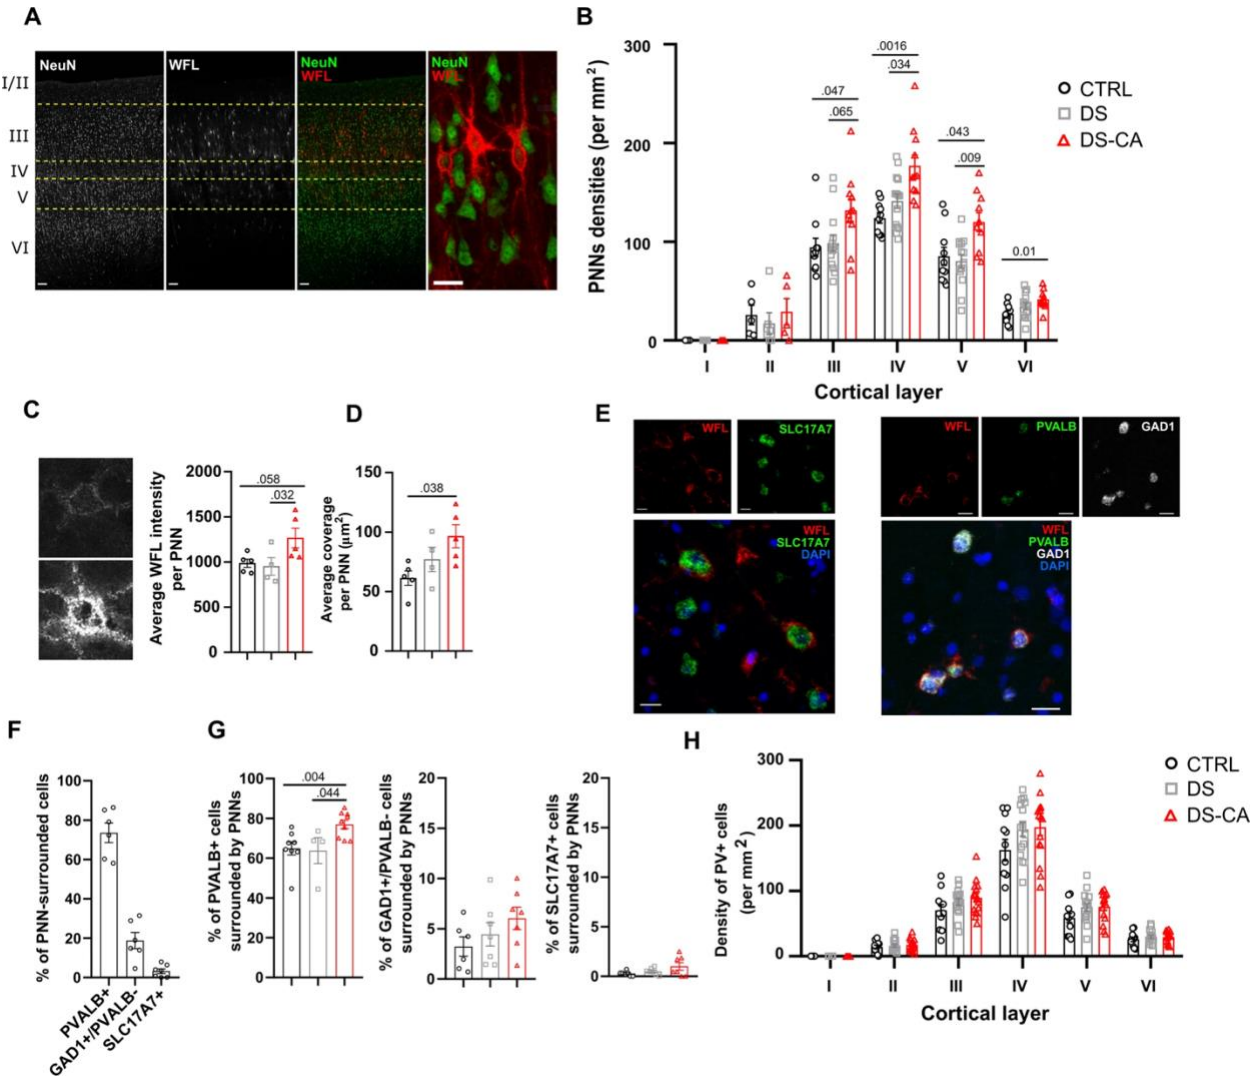 A
NeuN
WFL
NeuN
WFL
NeuN
WFL
I/II
III
IV
V
VI
B
PNNs densities (per mm²)
300
200
100
0
.0016
.034
.047
.065
.043
.009
0.01
CTRL
DS
DS-CA
I II III IV V VI
Cortical layer
C
Average WFL intensity
per PNN
2000
1500
1000
500
0
.058
.032
D
Average coverage
per PNN (μm²)
150
100
50
0
.038
E
WFL
SLC17A7
WFL
SLC17A7
DAPI
WFL
PVALB
GAD1
WFL
PVALB
GAD1
DAPI
F
% of PNN-surrounded cells
100
80
60
40
20
0
PVALB+
GAD1+/PVALB-
SLC17A7+
G
% of PVALB+ cells
surrounded by PNNs
100
80
60
40
20
0
.004
.044
% of GAD1+/PVALB- cells
surrounded by PNNs
20
15
10
5
0
% of SLC17A7+ cells
surrounded by PNNs
20
15
10
5
0
H
Density of PV+ cells
(per mm²)
300
200
100
0
CTRL
DS
DS-CA
I II III IV V VI
Cortical layer